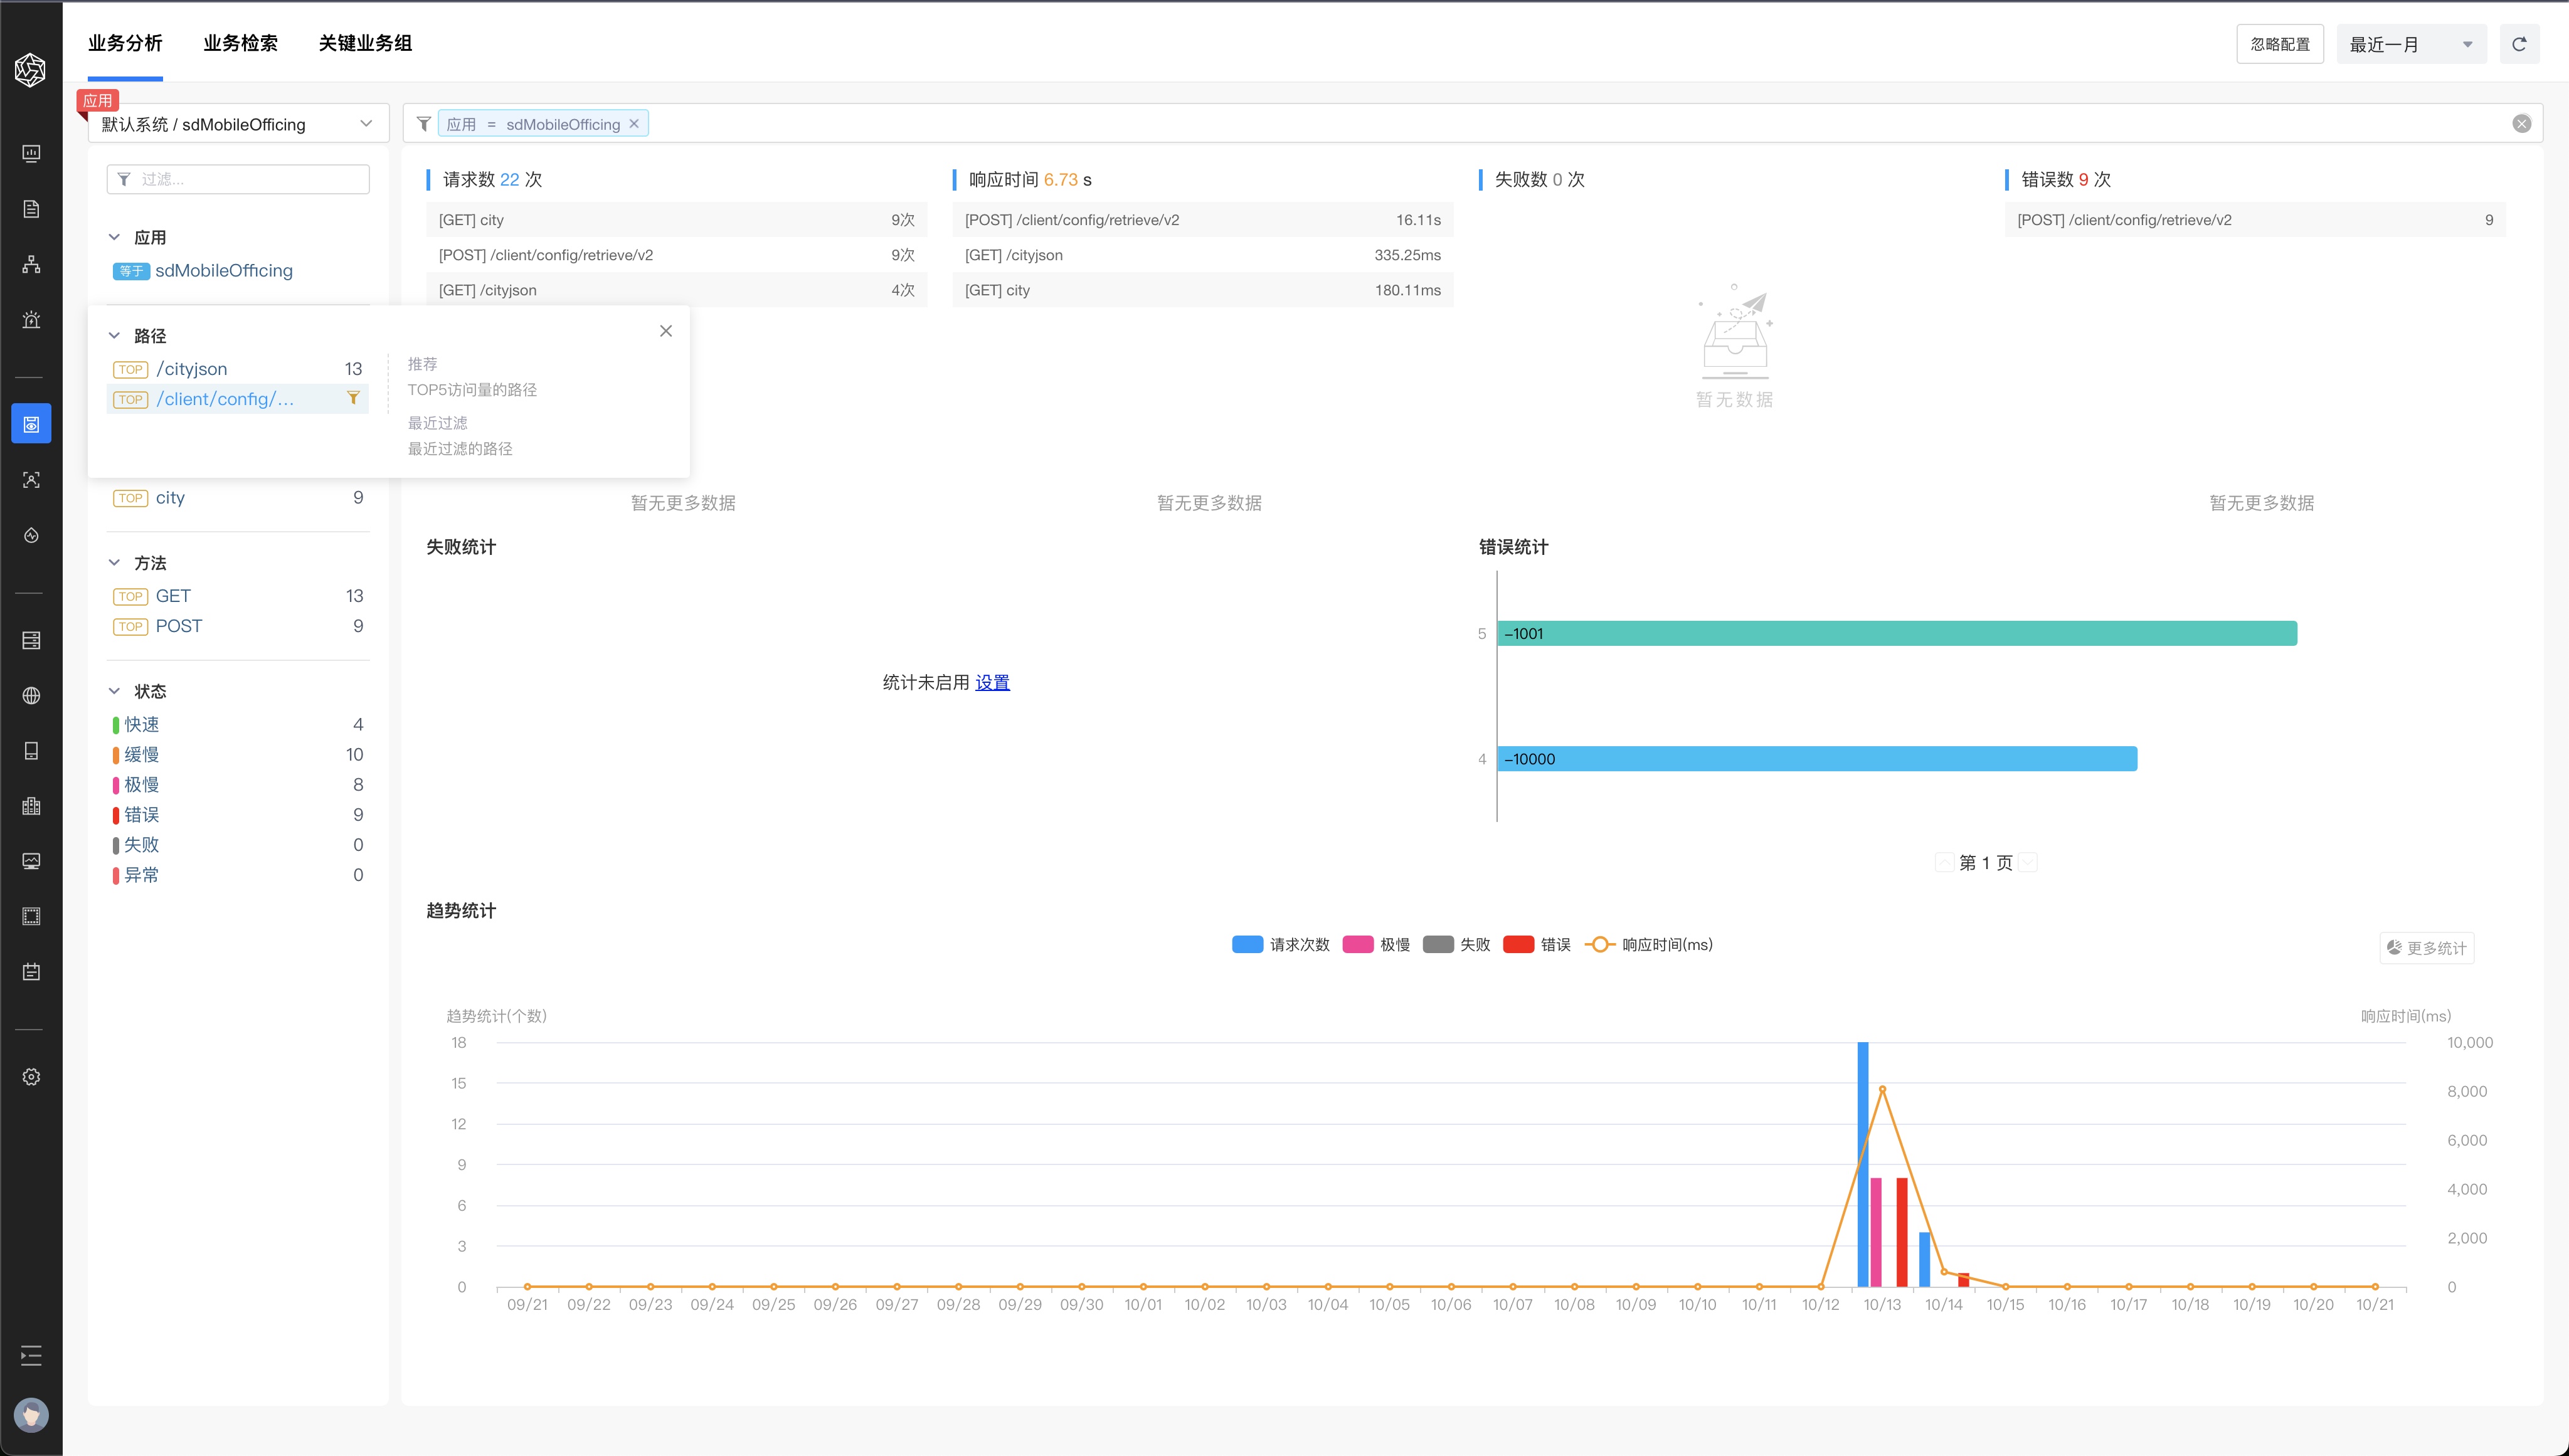 业务分析 业务检索 关键业务组 忽略配置 最近一月
应用
默认系统 / sdMobileOfficing
应用 = sdMobileOfficing
过滤...
应用
等于 sdMobileOfficing
路径
TOP /cityjson 13
TOP /client/config/...
推荐
TOP5访问量的路径
最近过滤
最近过滤的路径
TOP city 9
方法
TOP GET 13
TOP POST 9
状态
快速 4
缓慢 10
极慢 8
错误 9
失败 0
异常 0
请求数 22 次
[GET] city 9次
[POST] /client/config/retrieve/v2 9次
[GET] /cityjson 4次
暂无更多数据
响应时间 6.73 s
[POST] /client/config/retrieve/v2 16.11s
[GET] /cityjson 335.25ms
[GET] city 180.11ms
暂无更多数据
失败数 0 次
暂无数据
错误数 9 次
[POST] /client/config/retrieve/v2 9
暂无更多数据
失败统计
统计未启用 设置
错误统计
5 -1001
4 -10000
第 1 页
趋势统计
请求次数 极慢 失败 错误 响应时间(ms)
更多统计
趋势统计(个数) 响应时间(ms)
18 10,000
15 8,000
12 6,000
9 4,000
6 2,000
3
0 0
09/21 09/22 09/23 09/24 09/25 09/26 09/27 09/28 09/29 09/30 10/01 10/02 10/03 10/04 10/05 10/06 10/07 10/08 10/09 10/10 10/11 10/12 10/13 10/14 10/15 10/16 10/17 10/18 10/19 10/20 10/21